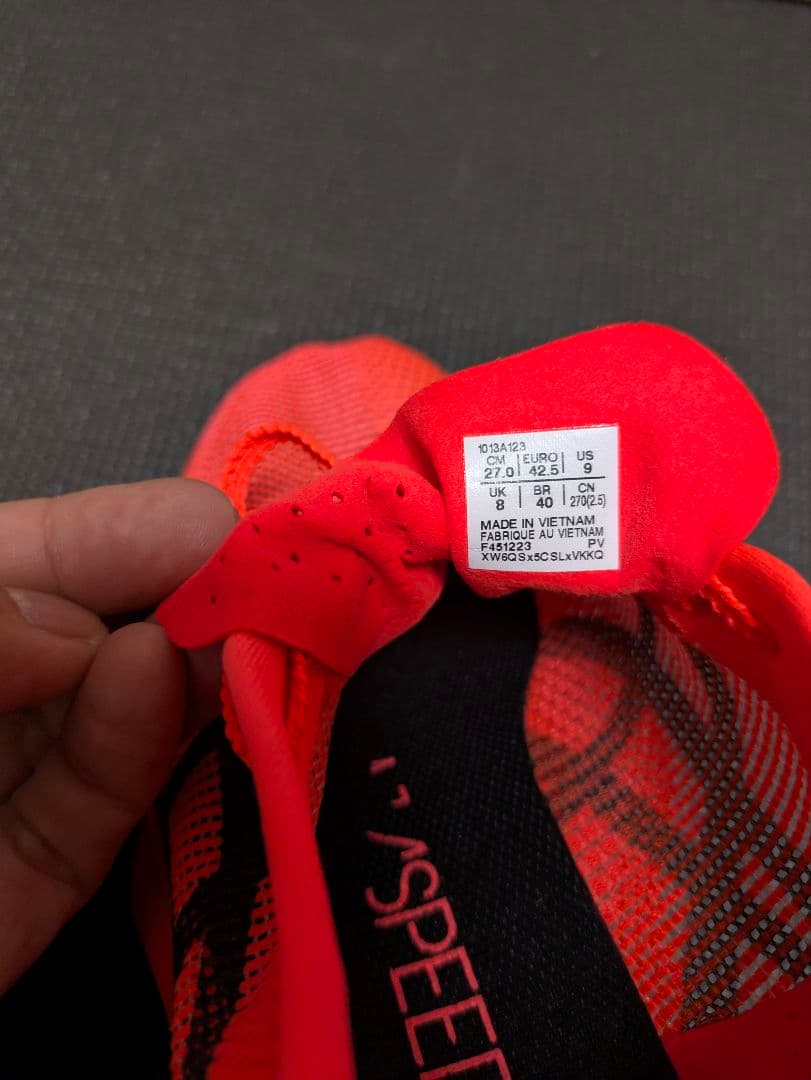 1013A123
CM EURO US
27.0 42.5 9
UK BR CN
8 40 270(2.5)
MADE IN VIETNAM
FABRIQUE AU VIETNAM
F451223 PV
XW6QSx5CSLxVKKQ